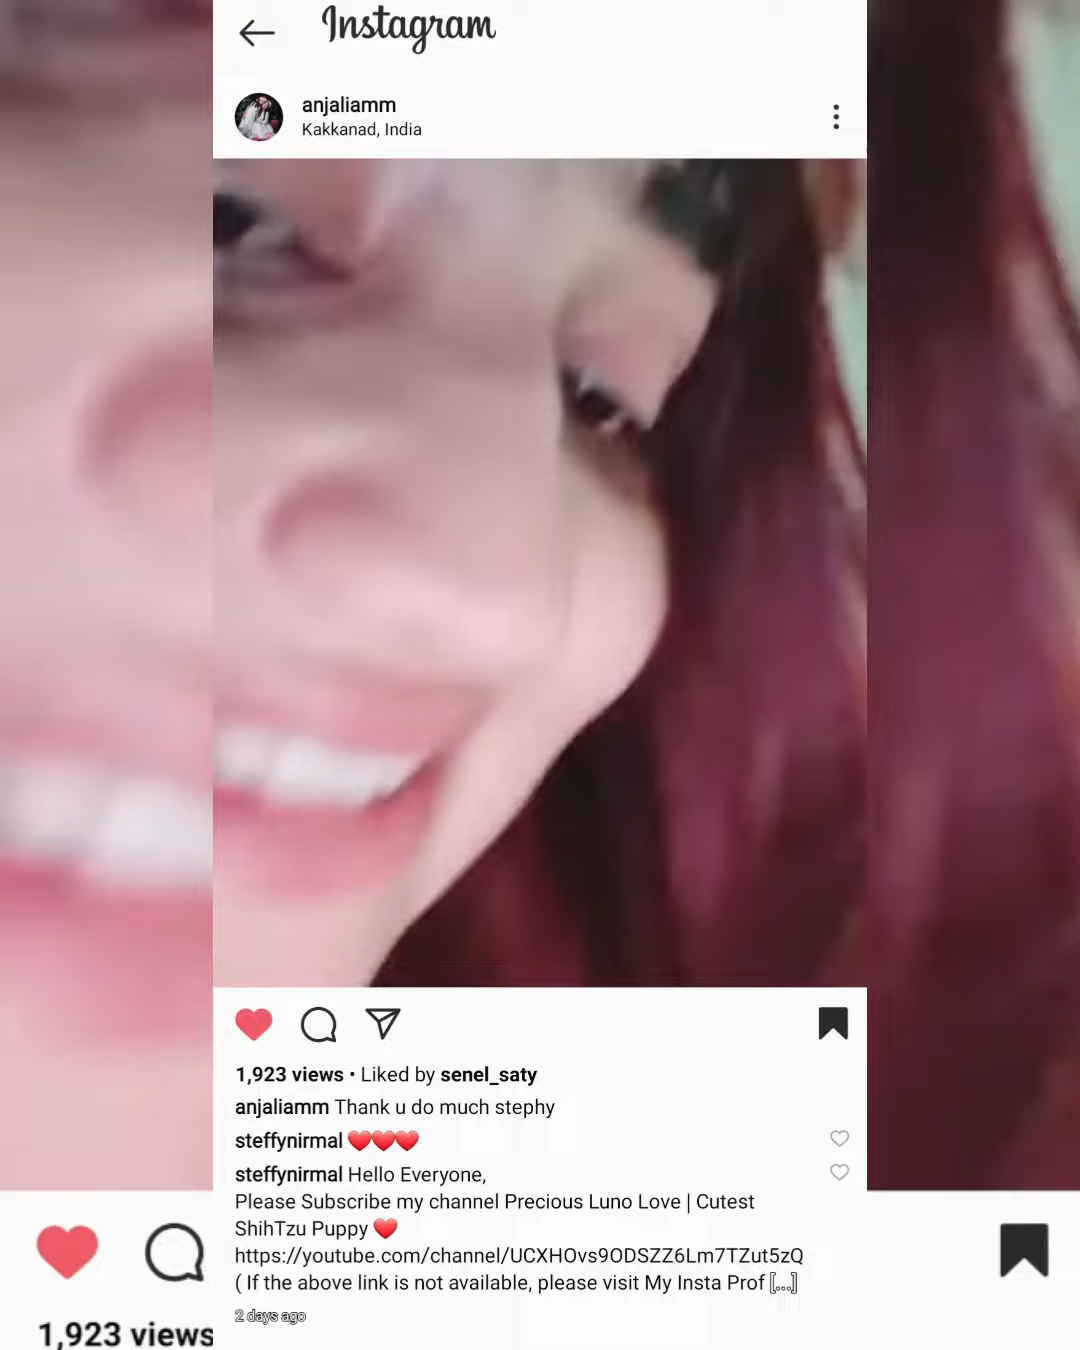 Instagram
anjaliamm
Kakkanad, India
1,923 views • Liked by senel_saty
anjaliamm Thank u do much stephy
steffynirmal ❤️❤️❤️
steffynirmal Hello Everyone,
Please Subscribe my channel Precious Luno Love | Cutest
ShihTzu Puppy ❤️
https://youtube.com/channel/UCXHOvs9ODSZZ6Lm7TZut5zQ
( If the above link is not available, please visit My Insta Prof [...]
2 days ago
1,923 views